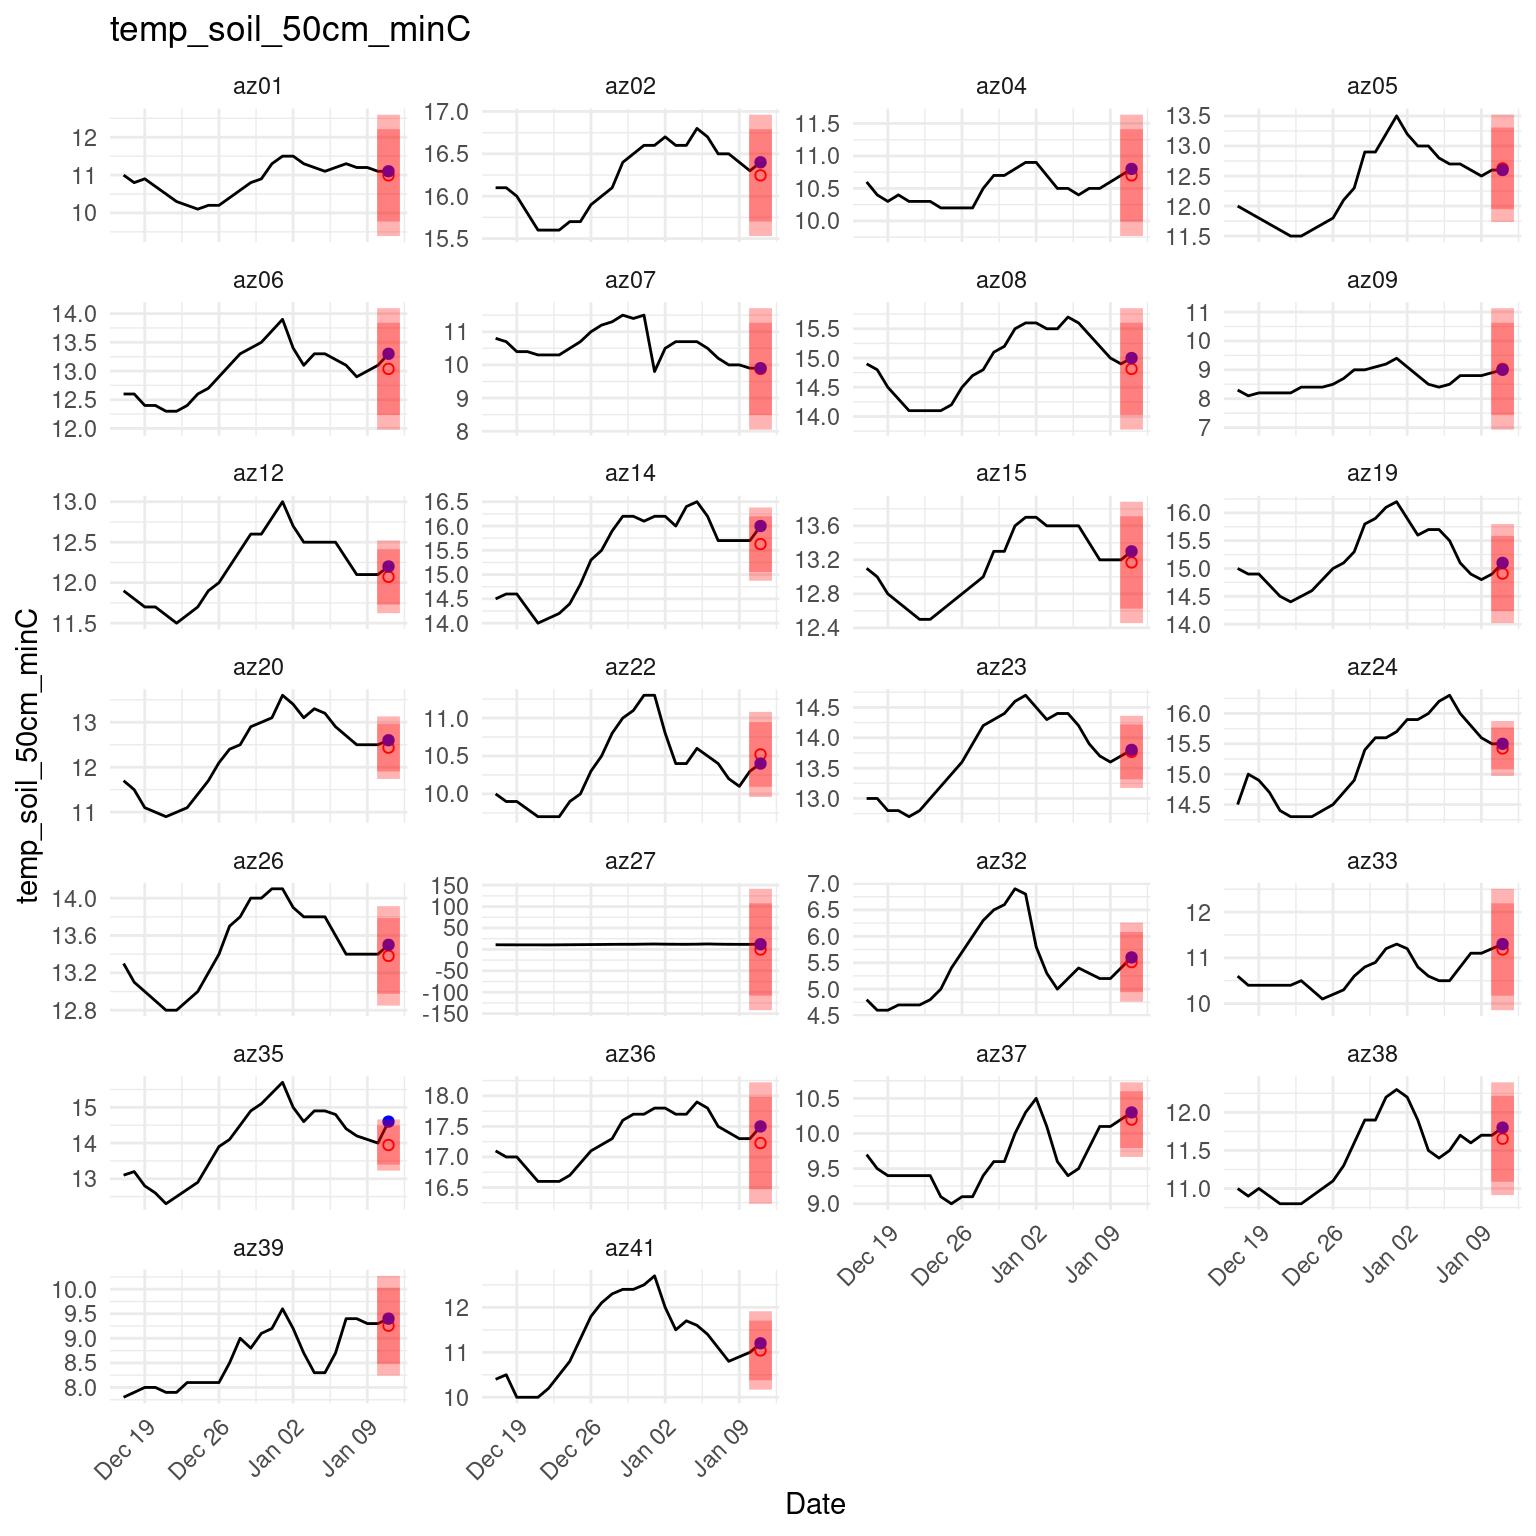 temp_soil_50cm_minC
az01 az02 az04 az05
12 11 10
17.0 16.5 16.0 15.5
11.5 11.0 10.5 10.0
13.5 13.0 12.5 12.0 11.5
az06 az07 az08 az09
14.0 13.5 13.0 12.5 12.0
11 10 9 8
15.5 15.0 14.5 14.0
11 10 9 8 7
az12 az14 az15 az19
13.0 12.5 12.0 11.5
16.5 16.0 15.5 15.0 14.5 14.0
13.6 13.2 12.8 12.4
16.0 15.5 15.0 14.5 14.0
az20 az22 az23 az24
13 12 11
11.0 10.5 10.0
14.5 14.0 13.5 13.0
16.0 15.5 15.0 14.5
az26 az27 az32 az33
14.0 13.6 13.2 12.8
150 100 50 0 -50 -100 -150
7.0 6.5 6.0 5.5 5.0 4.5
12 11 10
az35 az36 az37 az38
15 14 13
18.0 17.5 17.0 16.5
10.5 10.0 9.5 9.0
12.0 11.5 11.0
Dec 19 Dec 26 Jan 02 Jan 09
Dec 19 Dec 26 Jan 02 Jan 09
az39 az41
10.0 9.5 9.0 8.5 8.0
12 11 10
Dec 19 Dec 26 Jan 02 Jan 09
Dec 19 Dec 26 Jan 02 Jan 09
Date
temp_soil_50cm_minC